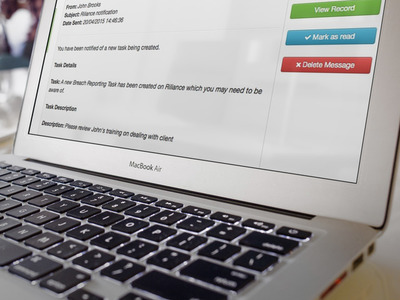 From: John Brooks
Subject: Riliance notification
Date Sent: 20/04/2015 14:46:36
View Record
✓ Mark as read
✖ Delete Message
You have been notified of a new task being created.
Task Details
Task: A new Breach Reporting Task has been created on Riliance which you may need to be
aware of.
Task Description
Description: Please review John's training on dealing with client
MacBook Air